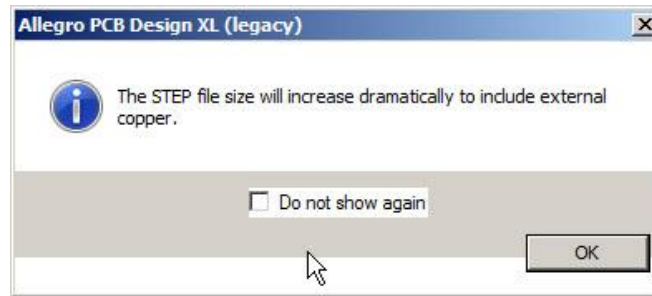 Allegro PCB Design XL (legacy)
The STEP file size will increase dramatically to include external
copper.
Do not show again
OK